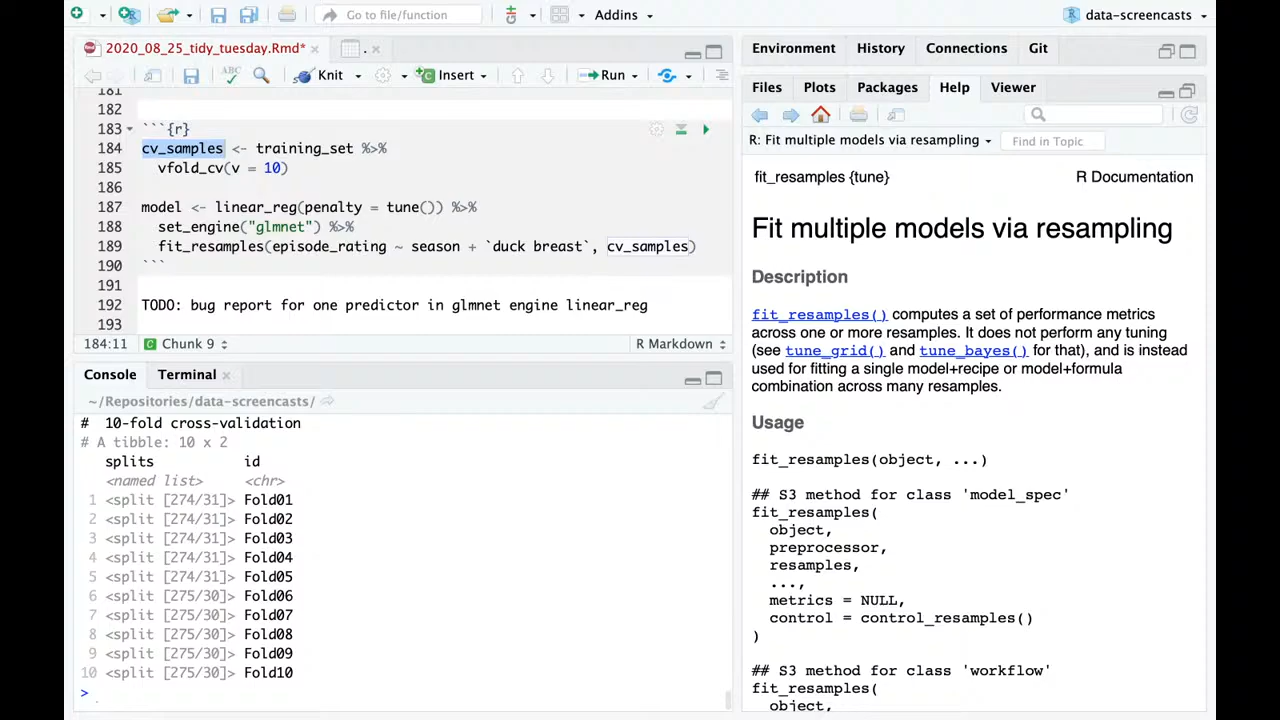 Go to file/function
Addins
data-screencasts
2020_08_25_tidy_tuesday.Rmd*
.
Knit
Insert
Run
181
182
183 ```{r}
184 cv_samples <- training_set %>%
185   vfold_cv(v = 10)
186
187 model <- linear_reg(penalty = tune()) %>%
188   set_engine("glmnet") %>%
189   fit_resamples(episode_rating ~ season + `duck breast`, cv_samples)
190 ```
191
192 TODO: bug report for one predictor in glmnet engine linear_reg
193
184:11 Chunk 9 R Markdown
Console Terminal
~/Repositories/data-screencasts/
#  10-fold cross-validation
# A tibble: 10 x 2
   splits           id
   <named list>     <chr>
 1 <split [274/31]> Fold01
 2 <split [274/31]> Fold02
 3 <split [274/31]> Fold03
 4 <split [274/31]> Fold04
 5 <split [274/31]> Fold05
 6 <split [275/30]> Fold06
 7 <split [275/30]> Fold07
 8 <split [275/30]> Fold08
 9 <split [275/30]> Fold09
10 <split [275/30]> Fold10
>
Environment History Connections Git
Files Plots Packages Help Viewer
R: Fit multiple models via resampling Find in Topic
fit_resamples {tune} R Documentation
Fit multiple models via resampling
Description
fit_resamples() computes a set of performance metrics
across one or more resamples. It does not perform any tuning
(see tune_grid() and tune_bayes() for that), and is instead
used for fitting a single model+recipe or model+formula
combination across many resamples.
Usage
fit_resamples(object, ...)
## S3 method for class 'model_spec'
fit_resamples(
  object,
  preprocessor,
  resamples,
  ...,
  metrics = NULL,
  control = control_resamples()
)
## S3 method for class 'workflow'
fit_resamples(
  object,